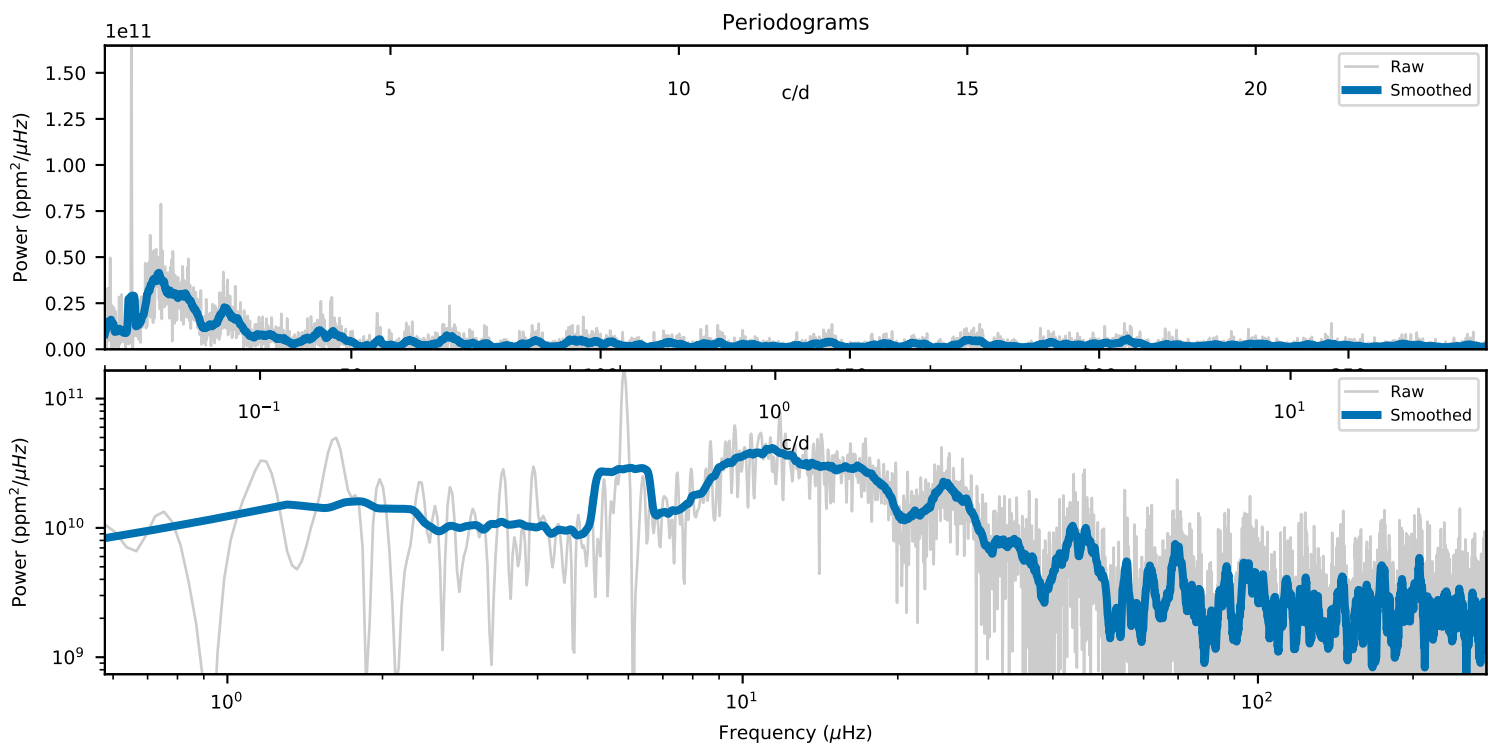 Periodograms
1e11
Power (ppm²/μHz)
1.50
1.25
1.00
0.75
0.50
0.25
0.00
5
10
15
20
c/d
Raw
Smoothed
Power (ppm²/μHz)
10¹¹
10¹⁰
10⁹
10⁻¹
10⁰
10¹
c/d
Raw
Smoothed
10⁰
10¹
10²
Frequency (μHz)